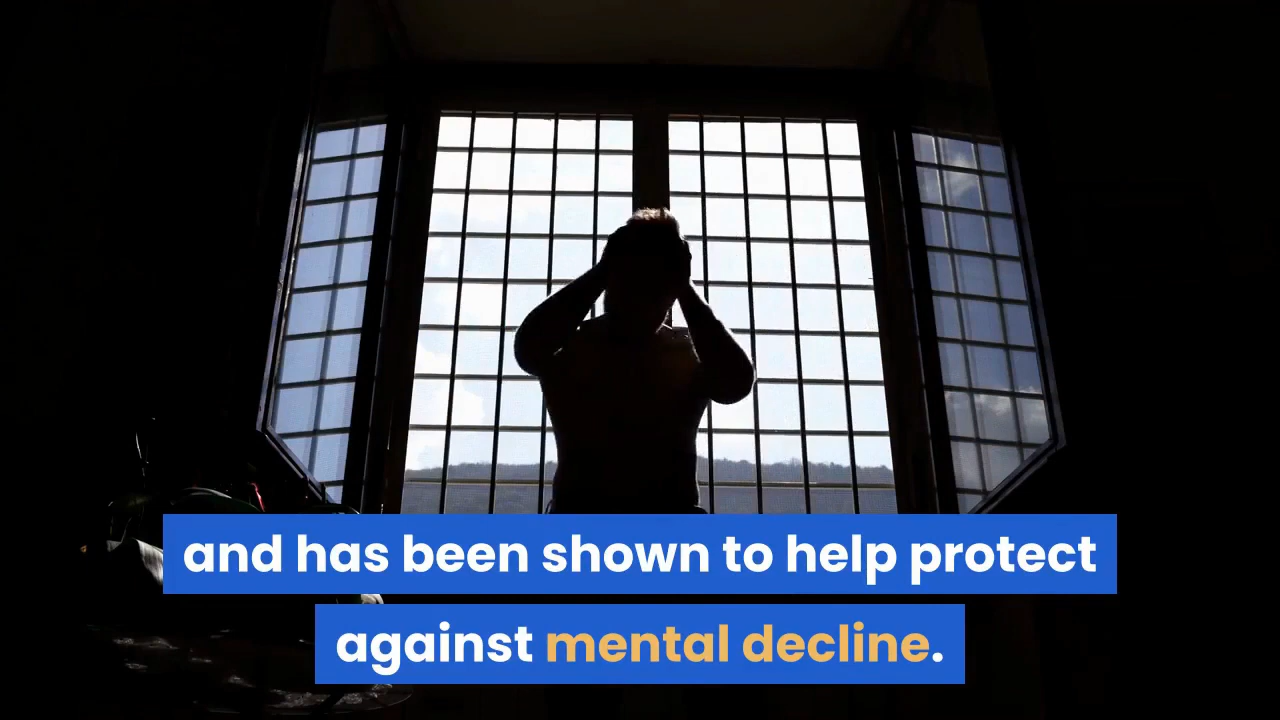 and has been shown to help protect
against mental decline.